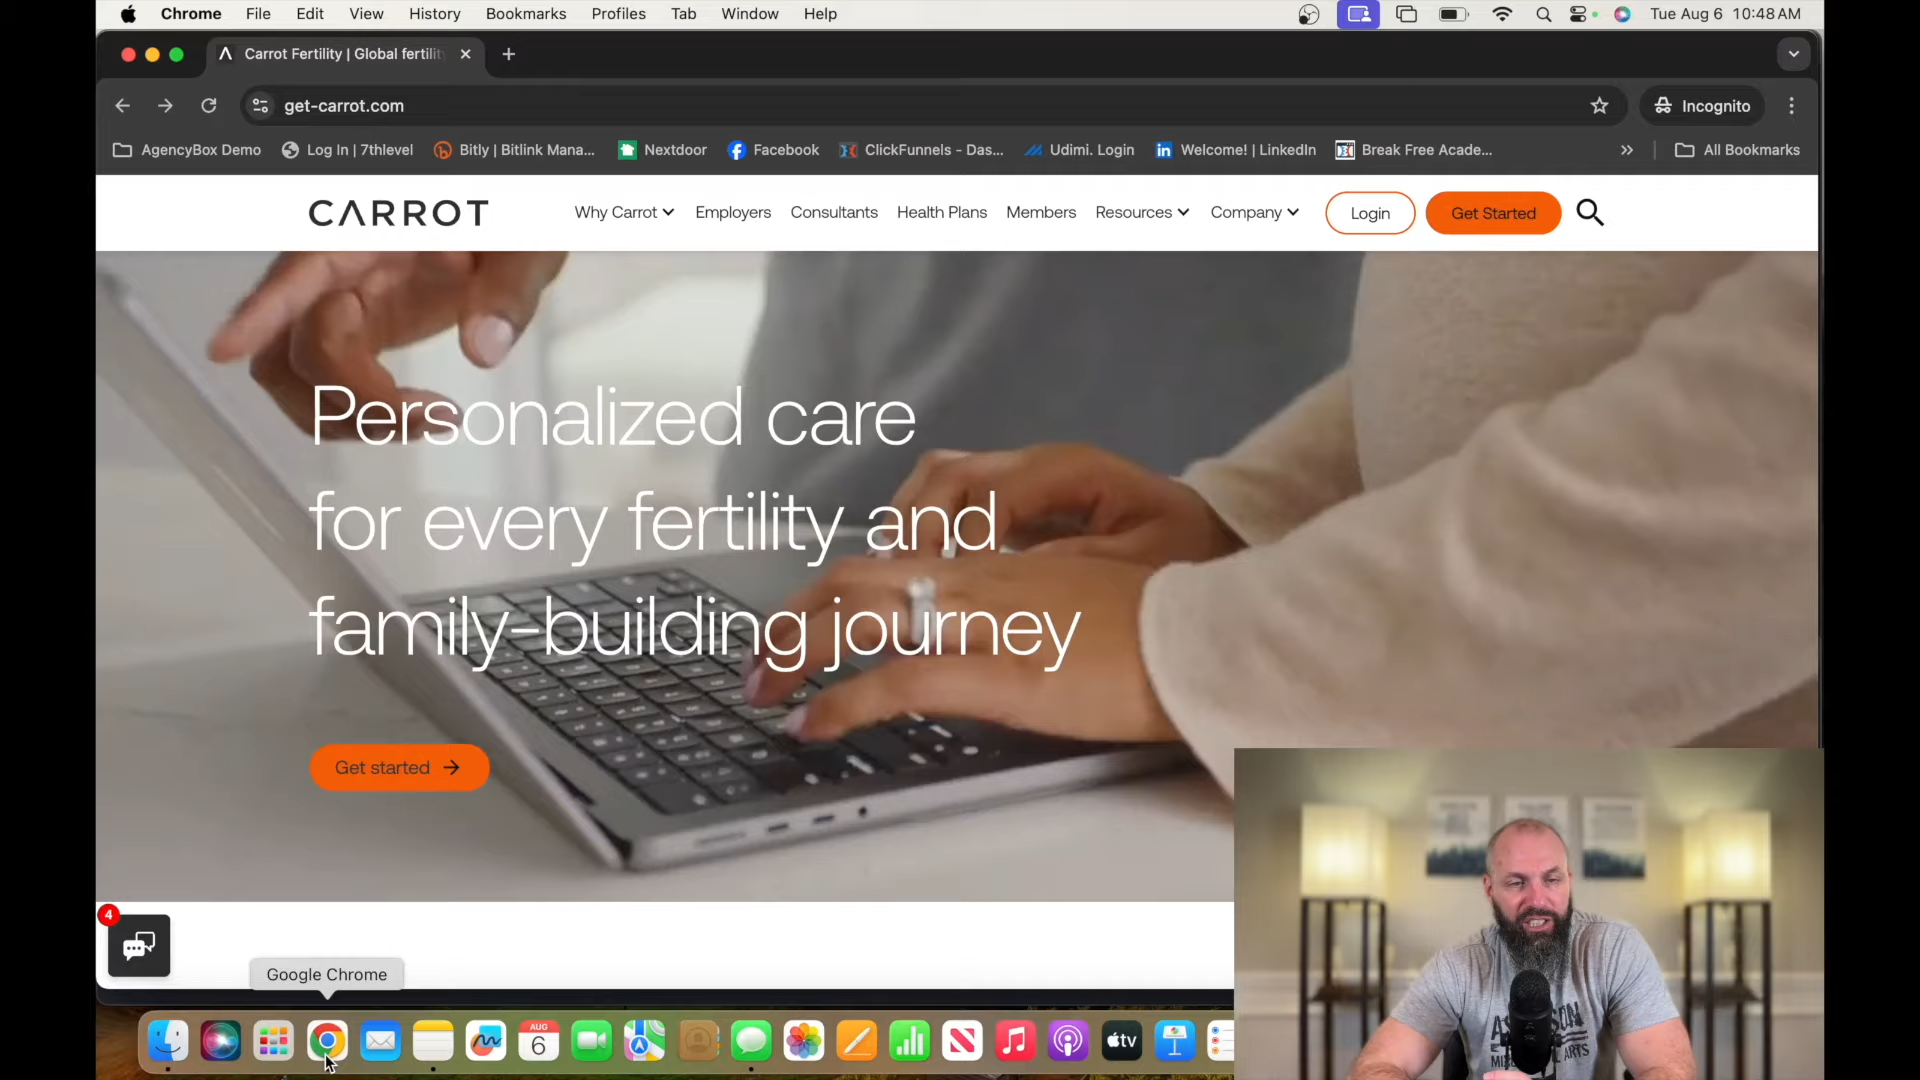 Chrome File Edit View History Bookmarks Profiles Tab Window Help Tue Aug 6 10:48 AM
Carrot Fertility | Global fertility
get-carrot.com
Incognito
AgencyBox Demo
Log In | 7thlevel
Bitly | Bitlink Mana...
Nextdoor
Facebook
ClickFunnels - Das...
Udimi. Login
Welcome! | LinkedIn
Break Free Acade...
All Bookmarks
CARROT
Why Carrot Employers Consultants Health Plans Members Resources Company Login Get Started
Personalized care
for every fertility and
family-building journey
Get started
4
Google Chrome
AUG
6
tv